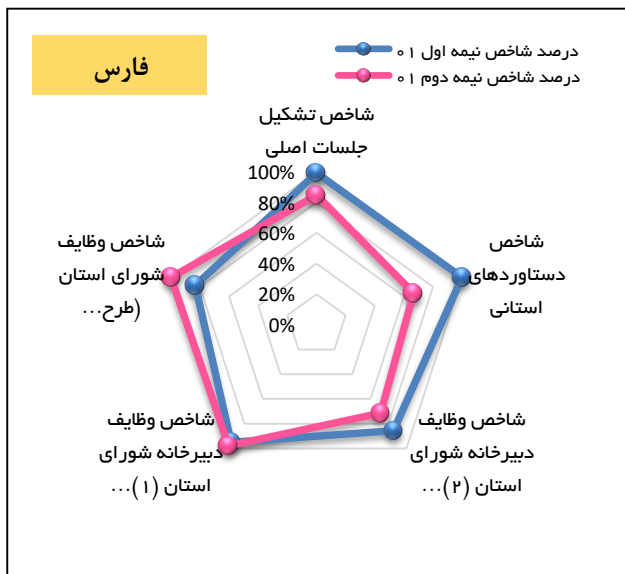 فارس
درصد شاخص نیمه اول ۰۱
درصد شاخص نیمه دوم ۰۱
شاخص تشکیل
جلسات اصلی
100%
80%
60%
40%
20%
0%
شاخص
دستاوردهای
استانی
شاخص وظایف
دبیرخانه شورای
استان (۲)...
شاخص وظایف
دبیرخانه شورای
استان (۱)...
شاخص وظایف
شورای استان
(طرح...